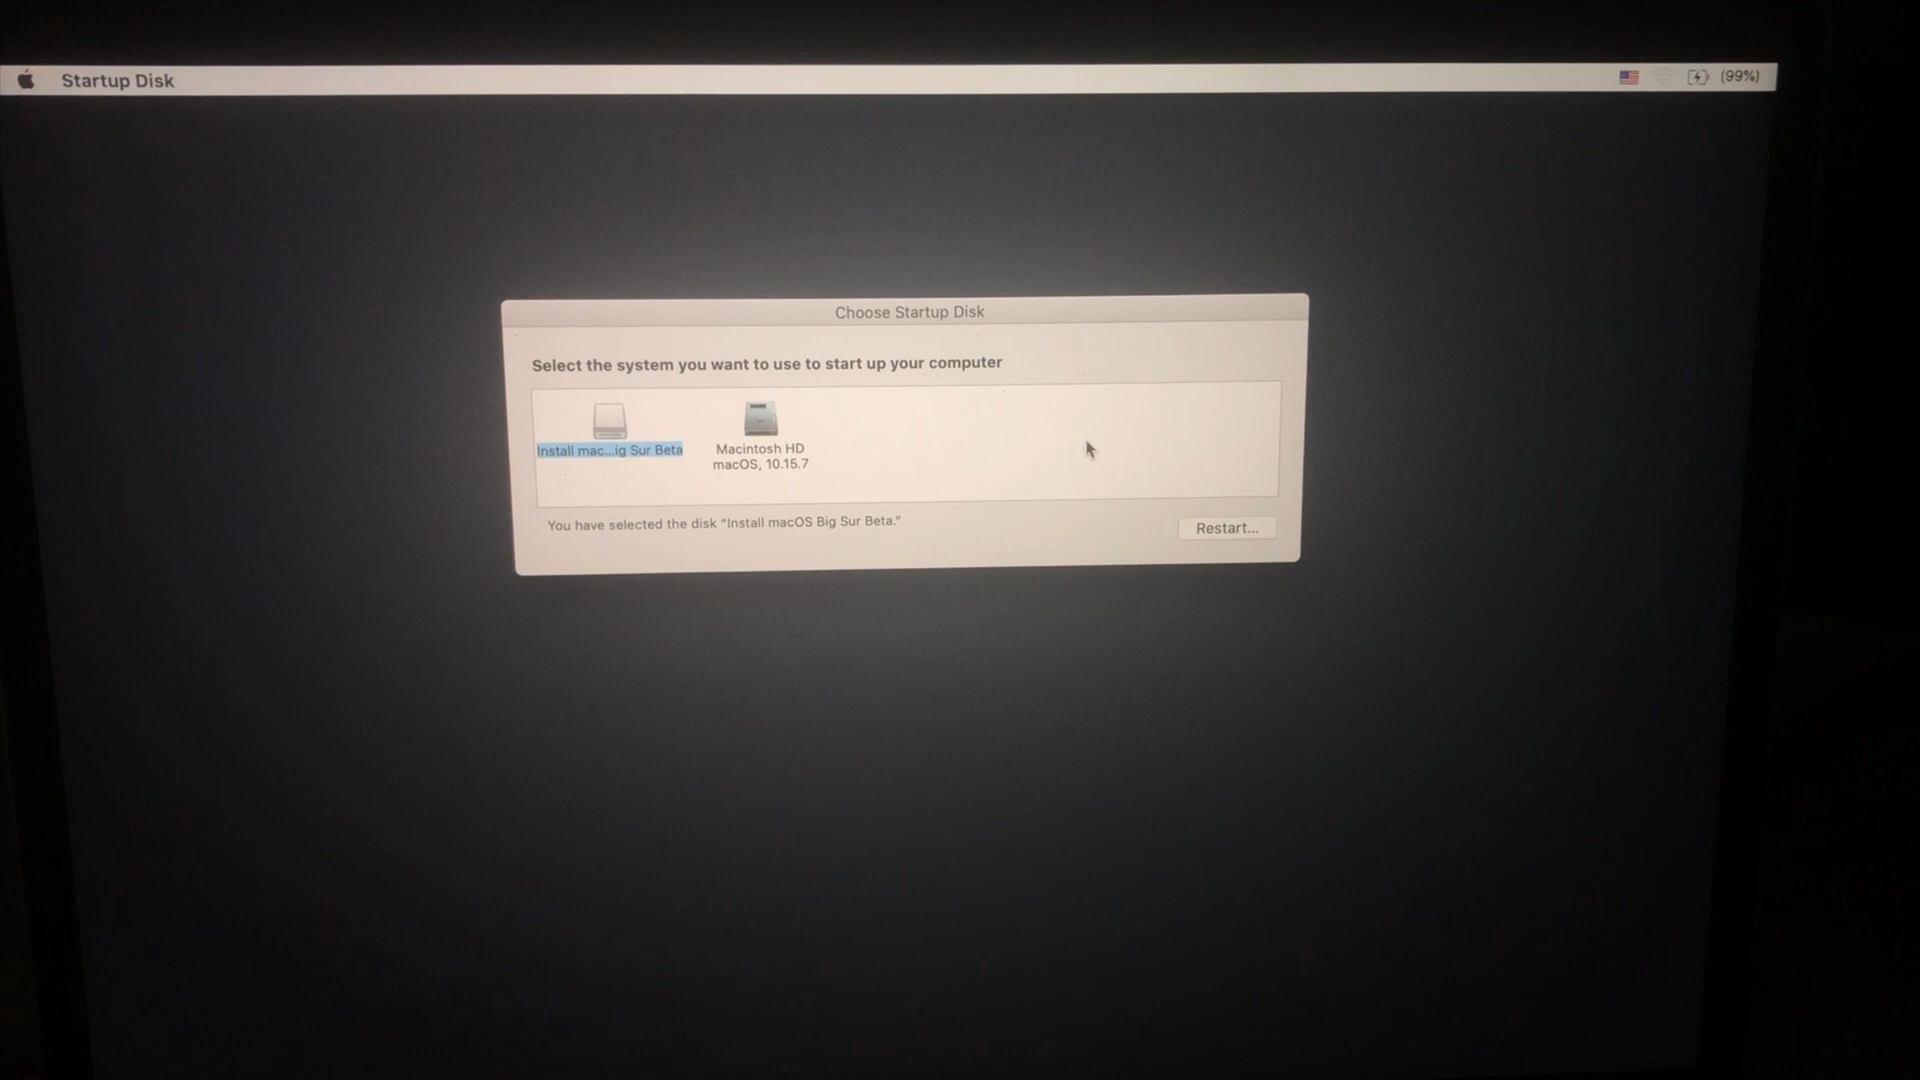 Startup Disk
(99%)
Choose Startup Disk
Select the system you want to use to start up your computer
Install mac...ig Sur Beta
Macintosh HD
macOS, 10.15.7
You have selected the disk “Install macOS Big Sur Beta.”
Restart...